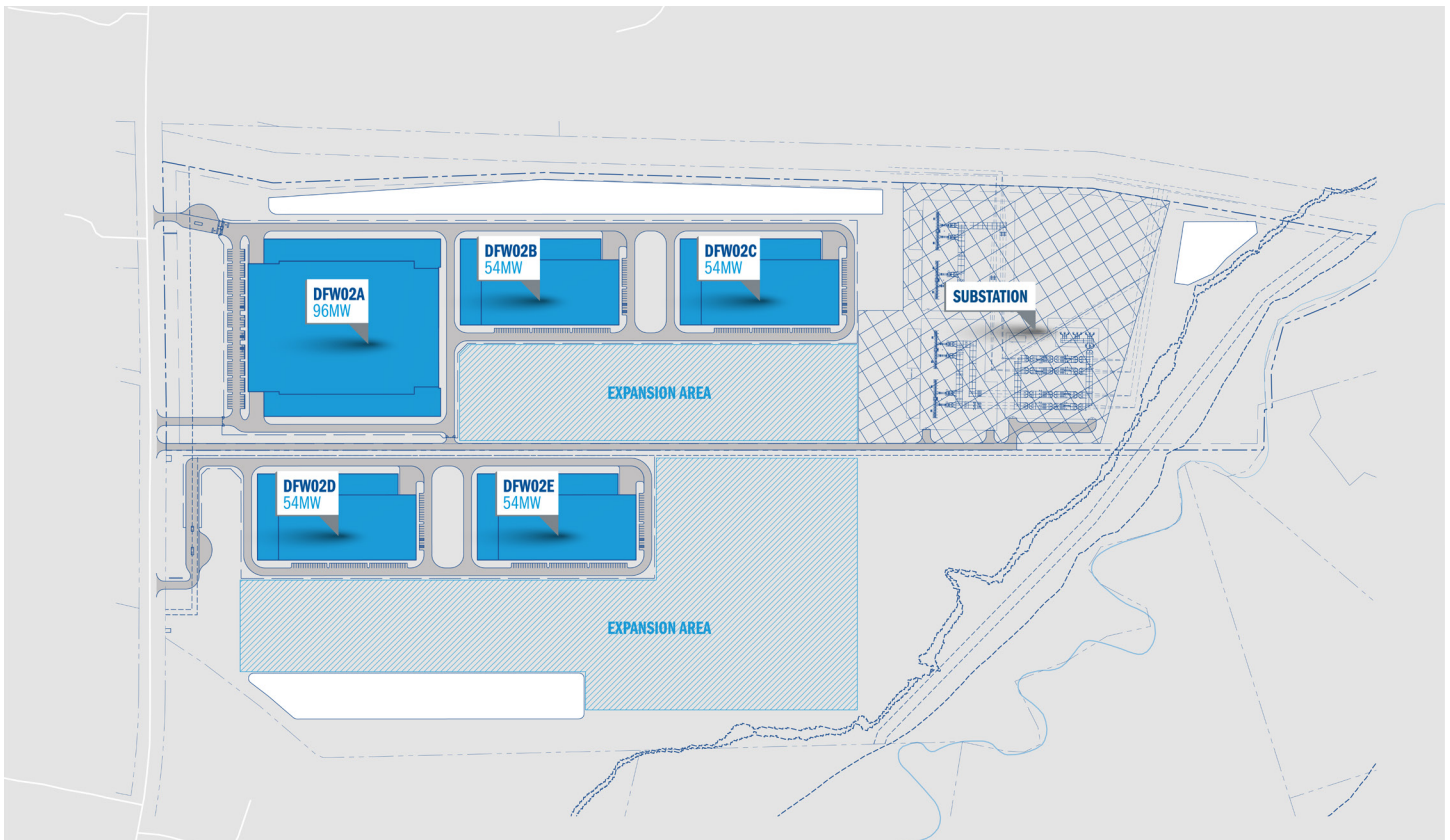 DFW02A
96MW
DFW02B
54MW
DFW02C
54MW
SUBSTATION
EXPANSION AREA
DFW02D
54MW
DFW02E
54MW
EXPANSION AREA